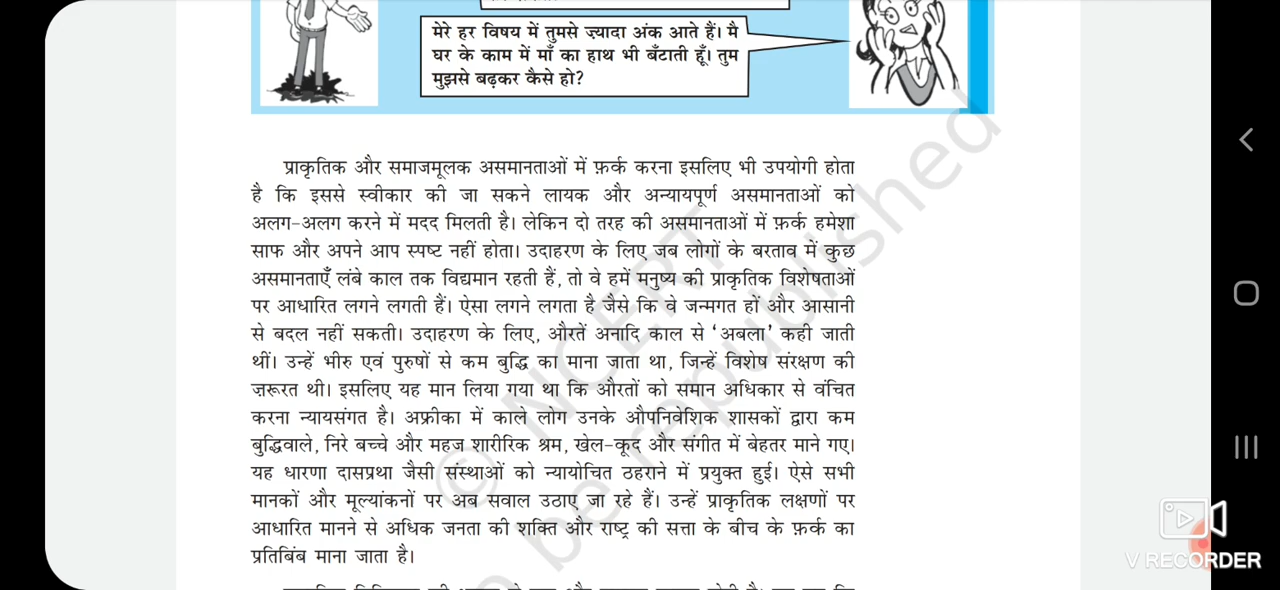 मेरे हर विषय में तुमसे ज़्यादा अंक आते हैं। मै
घर के काम में माँ का हाथ भी बँटाती हूँ। तुम
मुझसे बढ़कर कैसे हो?
प्राकृतिक और समाजमूलक असमानताओं में फ़र्क करना इसलिए भी उपयोगी होता
है कि इससे स्वीकार की जा सकने लायक और अन्यायपूर्ण असमानताओं को
अलग-अलग करने में मदद मिलती है। लेकिन दो तरह की असमानताओं में फ़र्क हमेशा
साफ और अपने आप स्पष्ट नहीं होता। उदाहरण के लिए जब लोगों के बरताव में कुछ
असमानताएँ लंबे काल तक विद्यमान रहती हैं, तो वे हमें मनुष्य की प्राकृतिक विशेषताओं
पर आधारित लगने लगती हैं। ऐसा लगने लगता है जैसे कि वे जन्मगत हों और आसानी
से बदल नहीं सकती। उदाहरण के लिए, औरतें अनादि काल से ‘अबला’ कही जाती
थीं। उन्हें भीरु एवं पुरुषों से कम बुद्धि का माना जाता था, जिन्हें विशेष संरक्षण की
ज़रूरत थी। इसलिए यह मान लिया गया था कि औरतों को समान अधिकार से वंचित
करना न्यायसंगत है। अफ्रीका में काले लोग उनके औपनिवेशिक शासकों द्वारा कम
बुद्धिवाले, निरे बच्चे और महज शारीरिक श्रम, खेल-कूद और संगीत में बेहतर माने गए।
यह धारणा दासप्रथा जैसी संस्थाओं को न्यायोचित ठहराने में प्रयुक्त हुई। ऐसे सभी
मानकों और मूल्यांकनों पर अब सवाल उठाए जा रहे हैं। उन्हें प्राकृतिक लक्षणों पर
आधारित मानने से अधिक जनता की शक्ति और राष्ट्र की सत्ता के बीच के फ़र्क का
प्रतिबिंब माना जाता है।
© NCERT
be republished
V RECORDER